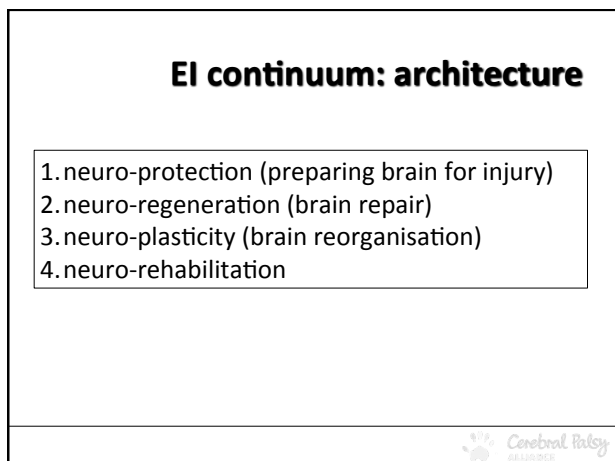 EI continuum: architecture
1. neuro-protection (preparing brain for injury)
2. neuro-regeneration (brain repair)
3. neuro-plasticity (brain reorganisation)
4. neuro-rehabilitation
Cerebral Palsy
ALLIANCE